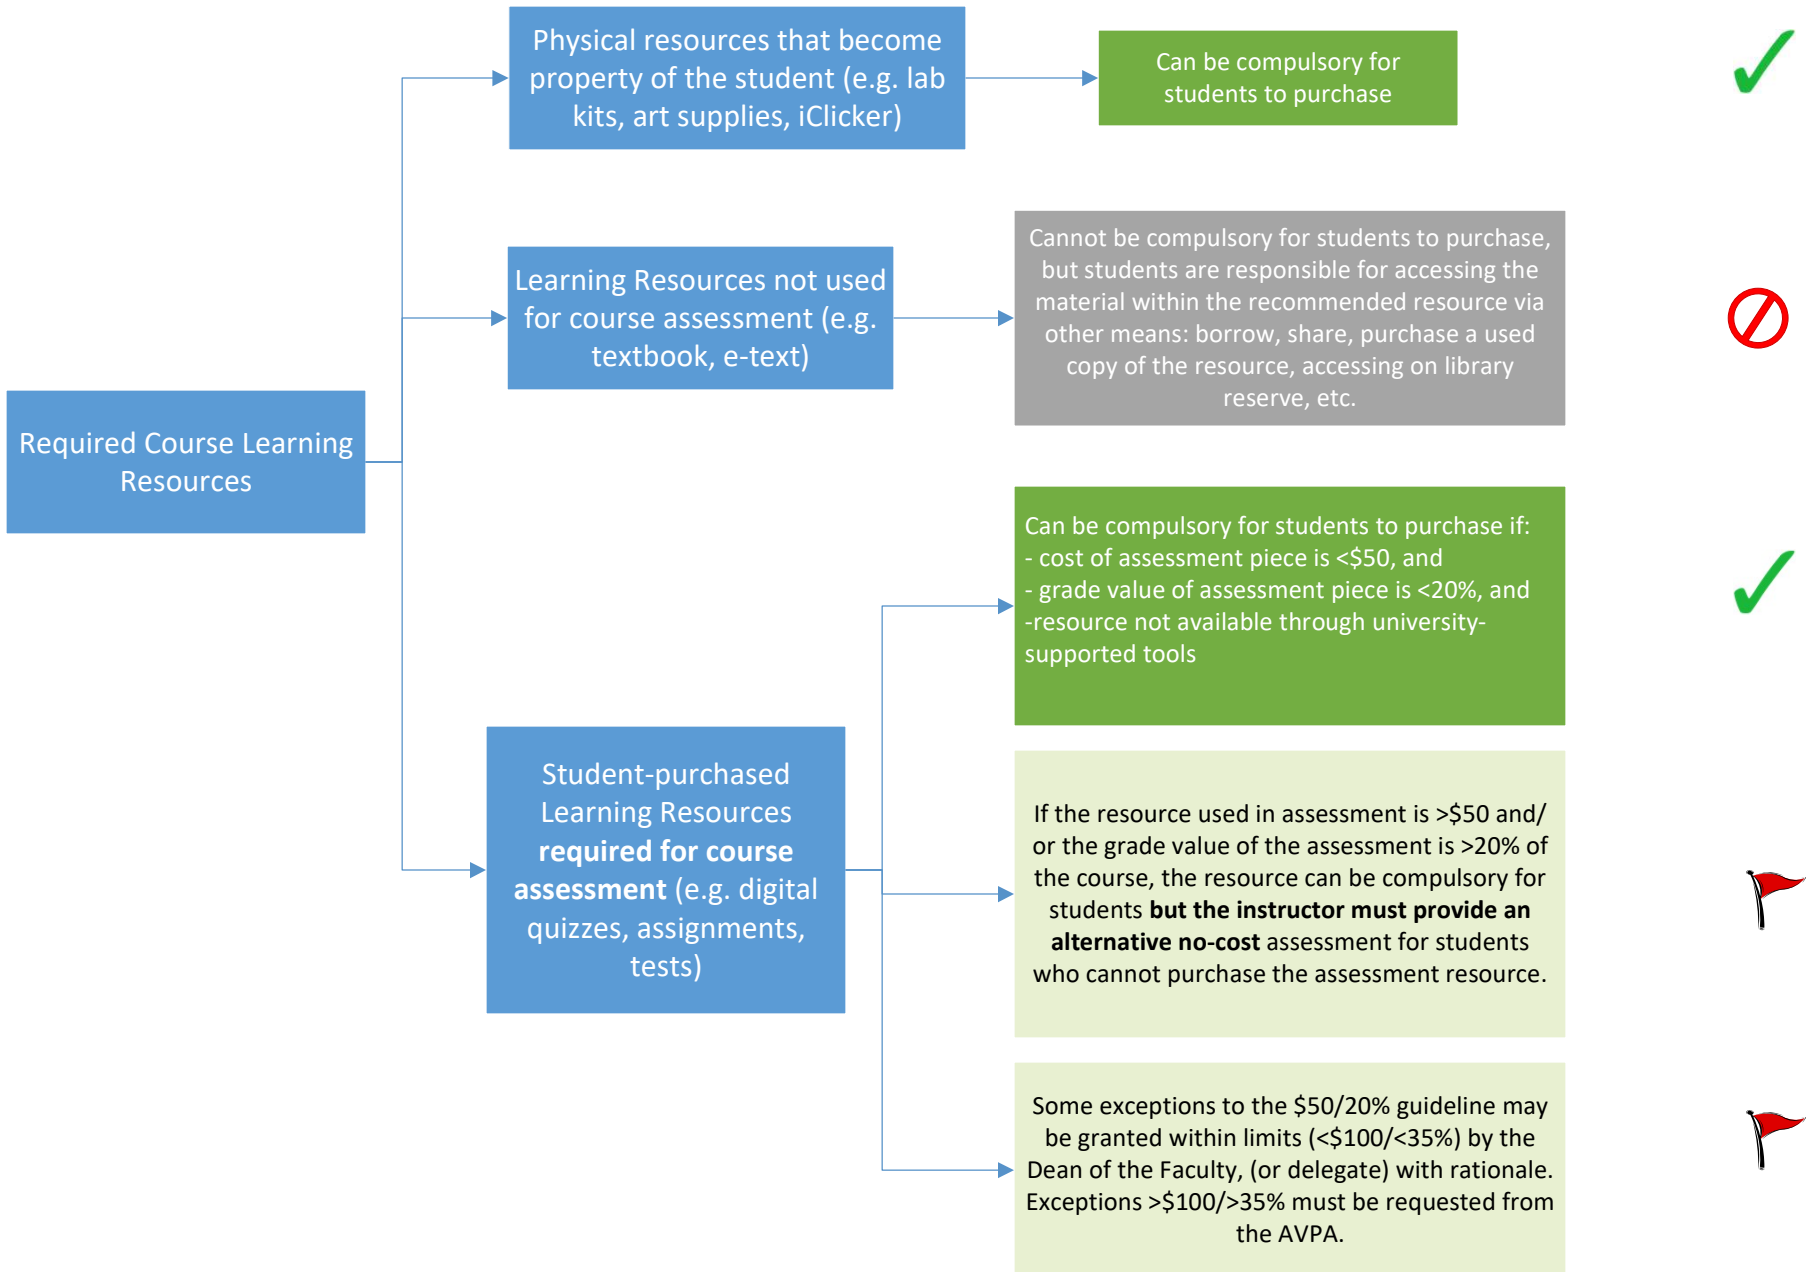 Physical resources that become
property of the student (e.g. lab
kits, art supplies, iClicker)
Can be compulsory for
students to purchase
Learning Resources not used
for course assessment (e.g.
textbook, e-text)
Cannot be compulsory for students to purchase,
but students are responsible for accessing the
material within the recommended resource via
other means: borrow, share, purchase a used
copy of the resource, accessing on library
reserve, etc.
Required Course Learning
Resources
Can be compulsory for students to purchase if:
- cost of assessment piece is <$50, and
- grade value of assessment piece is <20%, and
-resource not available through university-
supported tools
Student-purchased
Learning Resources
required for course
assessment (e.g. digital
quizzes, assignments,
tests)
If the resource used in assessment is >$50 and/
or the grade value of the assessment is >20% of
the course, the resource can be compulsory for
students but the instructor must provide an
alternative no-cost assessment for students
who cannot purchase the assessment resource.
Some exceptions to the $50/20% guideline may
be granted within limits (<$100/<35%) by the
Dean of the Faculty, (or delegate) with rationale.
Exceptions >$100/>35% must be requested from
the AVPA.